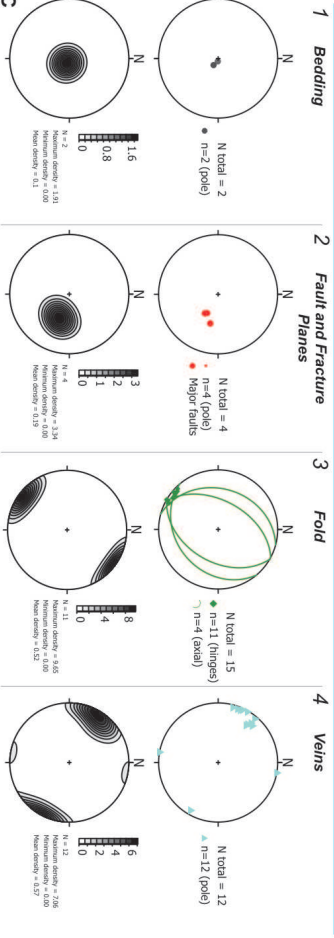 C
1
Bedding
N
N total = 2
n=2 (pole)
N
0
0.8
1.6
N = 2
Maximum density = 1.91
Minimum density = 0.00
Mean density = 0.1
2
Fault and Fracture
Planes
N
N total = 4
n=4 (pole)
Major faults
N
0
1
2
3
N = 4
Maximum density = 3.34
Minimum density = 0.00
Mean density = 0.19
3
Fold
N
N total = 15
n=11 (hinges)
n=4 (axial)
N
0
4
8
N = 11
Maximum density = 9.65
Minimum density = 0.00
Mean density = 0.52
4
Veins
N
N total = 12
n=12 (pole)
N
0
2
4
6
N = 12
Maximum density = 7.06
Minimum density = 0.00
Mean density = 0.57